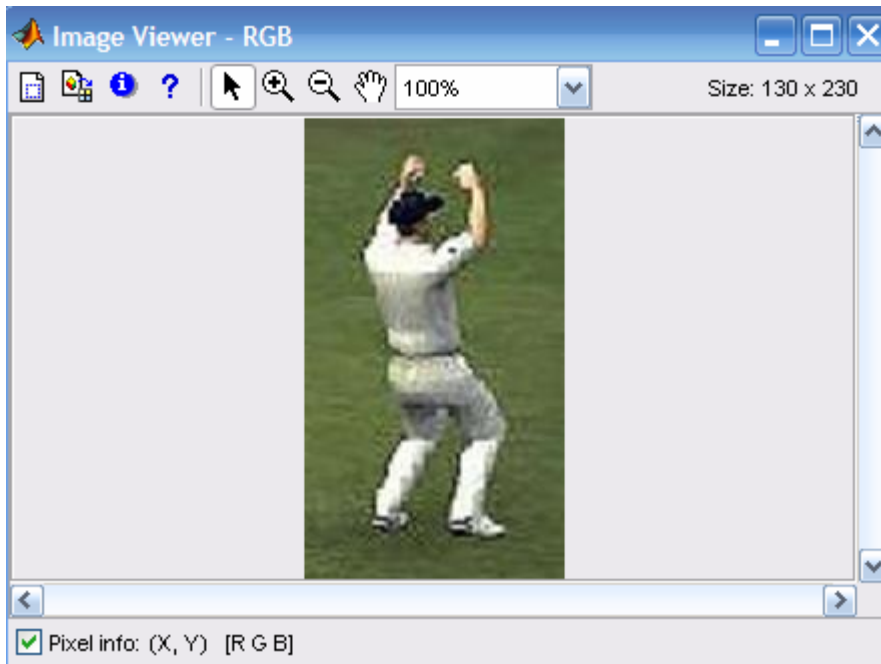 Image Viewer - RGB
? 100% Size: 130 x 230
Pixel info: (X, Y) [R G B]